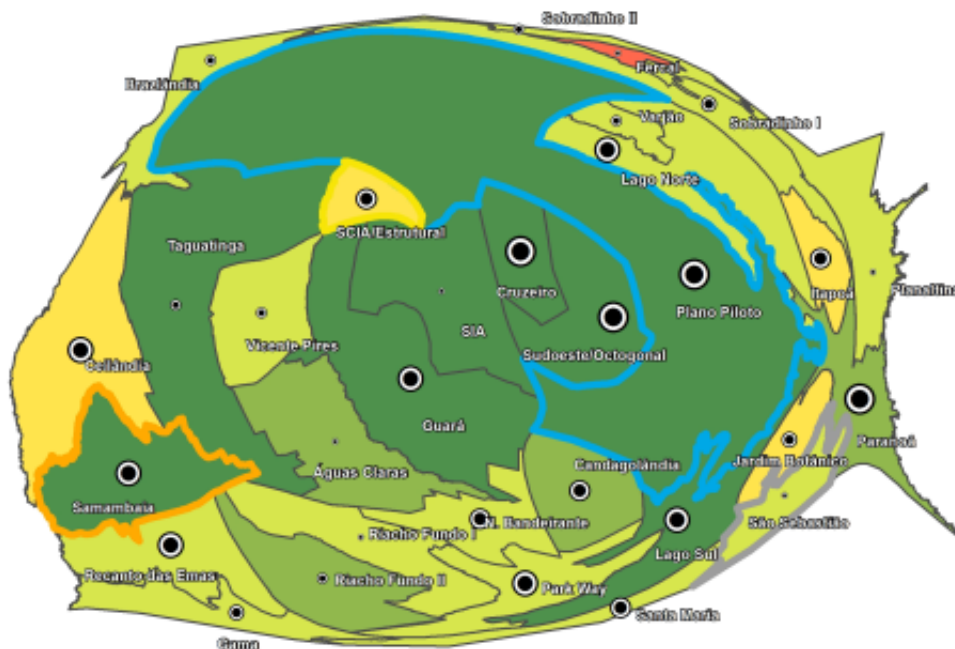 Sobradinho II
Fercal
Brazlândia
Varjão
Sobradinho I
Lago Norte
SCIA/Estrutural
Taguatinga
Itapoã
Planaltina
Cruzeiro
Plano Piloto
SIA
Vicente Pires
Sudoeste/Octogonal
Ceilândia
Guará
Paranoá
Candagolândia
Jardim Botânico
Águas Claras
Samambaia
N. Bandeirante
São Sebastião
Riacho Fundo I
Lago Sul
Recanto das Emas
Riacho Fundo II
Park Way
Santa Maria
Gama